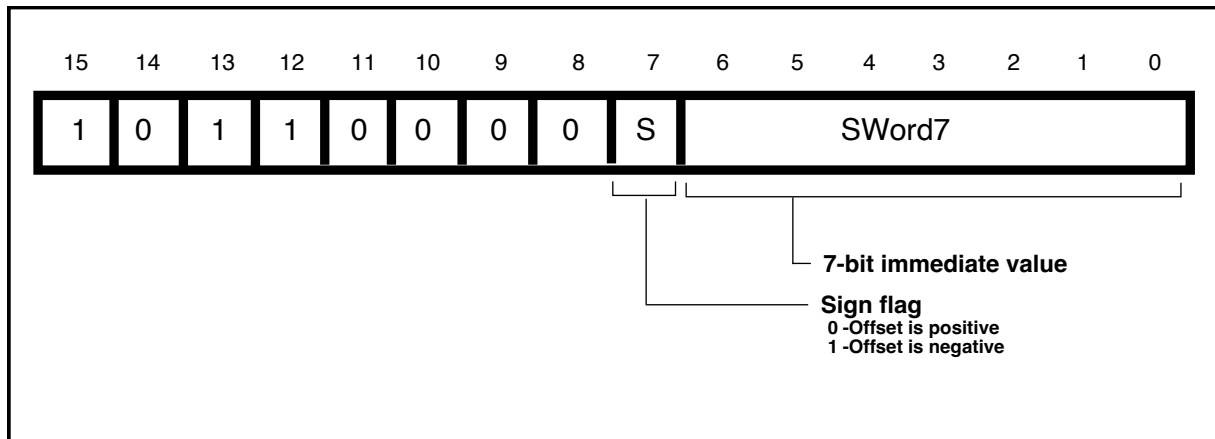 15 14 13 12 11 10 9 8 7 6 5 4 3 2 1 0
1 0 1 1 0 0 0 0 S SWord7
7-bit immediate value
Sign flag
0 -Offset is positive
1 -Offset is negative